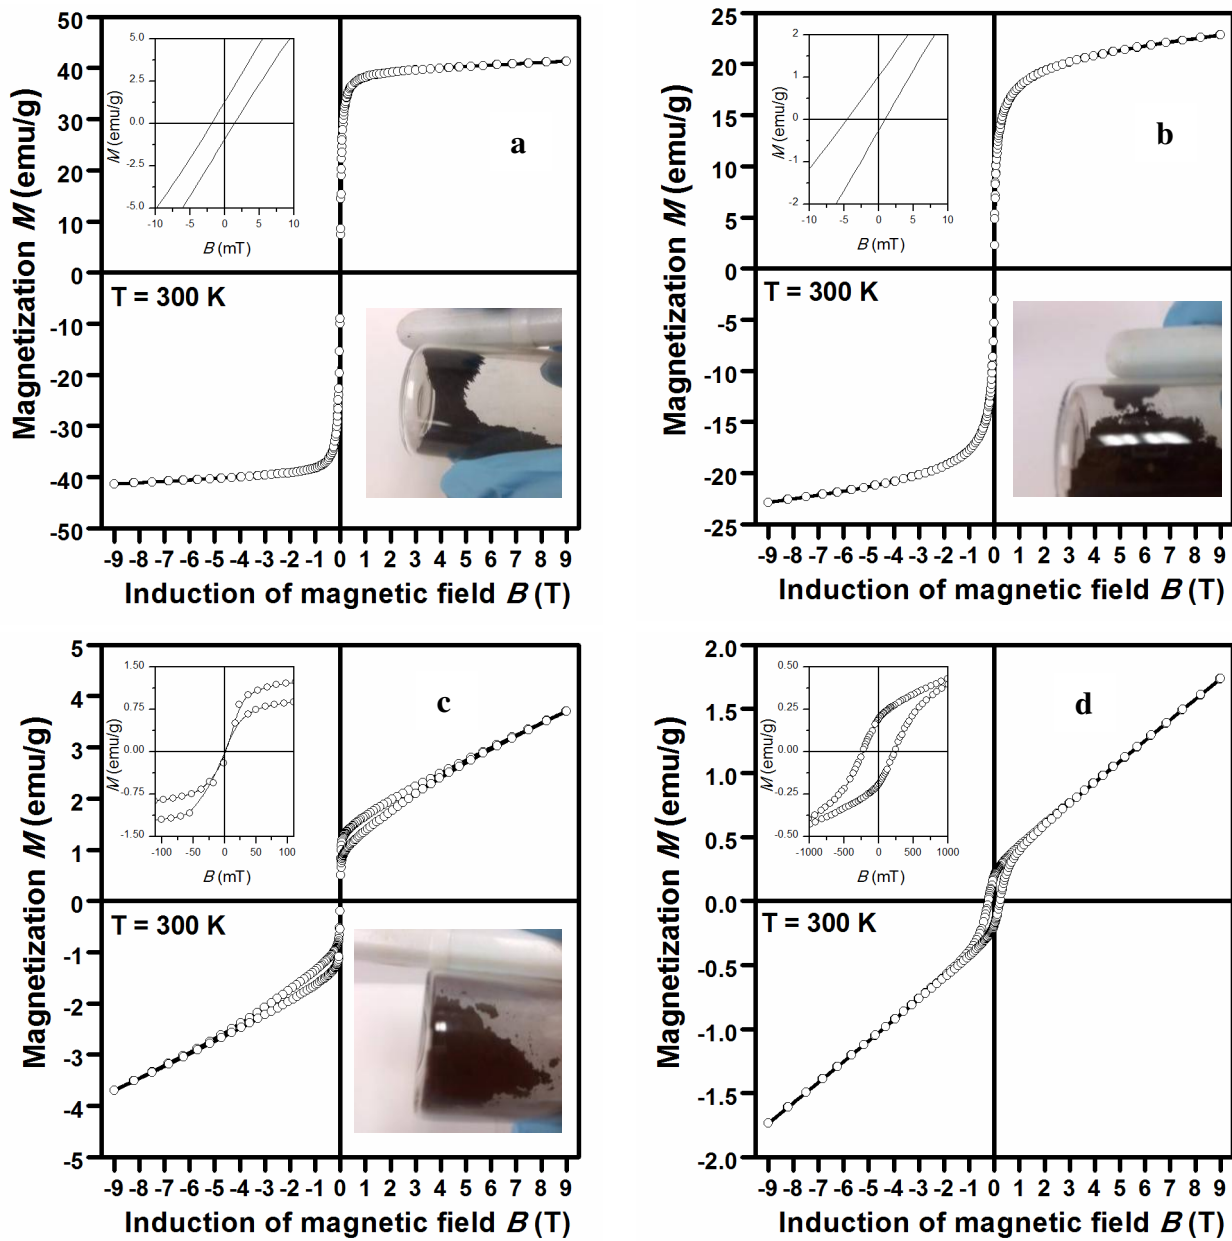 50
40
30
20
10
0
-10
-20
-30
-40
-50
Magnetization M (emu/g)
5.0
2.5
0.0
-2.5
-5.0
M (emu/g)
-10 -5 0 5 10
B (mT)
a
T = 300 K
-9 -8 -7 -6 -5 -4 -3 -2 -1 0 1 2 3 4 5 6 7 8 9
Induction of magnetic field B (T)
25
20
15
10
5
0
-5
-10
-15
-20
-25
Magnetization M (emu/g)
2
1
0
-1
-2
M (emu/g)
-10 -5 0 5 10
B (mT)
b
T = 300 K
-9 -8 -7 -6 -5 -4 -3 -2 -1 0 1 2 3 4 5 6 7 8 9
Induction of magnetic field B (T)
5
4
3
2
1
0
-1
-2
-3
-4
-5
Magnetization M (emu/g)
1.50
0.75
0.00
-0.75
-1.50
M (emu/g)
-100 -50 0 50 100
B (mT)
c
T = 300 K
-9 -8 -7 -6 -5 -4 -3 -2 -1 0 1 2 3 4 5 6 7 8 9
Induction of magnetic field B (T)
2.0
1.5
1.0
0.5
0.0
-0.5
-1.0
-1.5
-2.0
Magnetization M (emu/g)
0.50
0.25
0.00
-0.25
-0.50
M (emu/g)
-1000 -500 0 500 1000
B (mT)
d
T = 300 K
-9 -8 -7 -6 -5 -4 -3 -2 -1 0 1 2 3 4 5 6 7 8 9
Induction of magnetic field B (T)